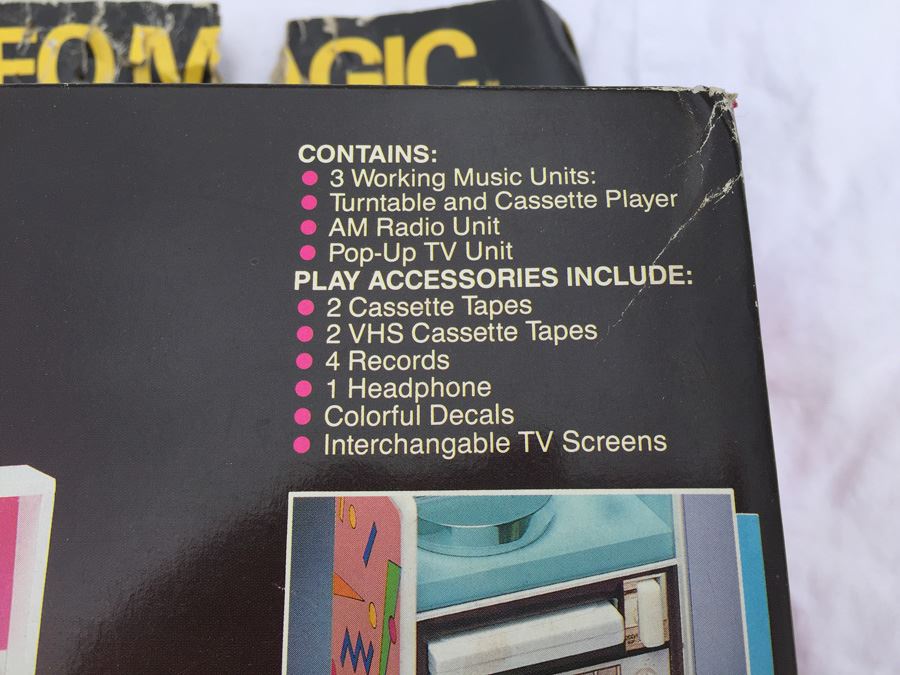 MAGIC
CONTAINS:
3 Working Music Units:
Turntable and Cassette Player
AM Radio Unit
Pop-Up TV Unit
PLAY ACCESSORIES INCLUDE:
2 Cassette Tapes
2 VHS Cassette Tapes
4 Records
1 Headphone
Colorful Decals
Interchangable TV Screens